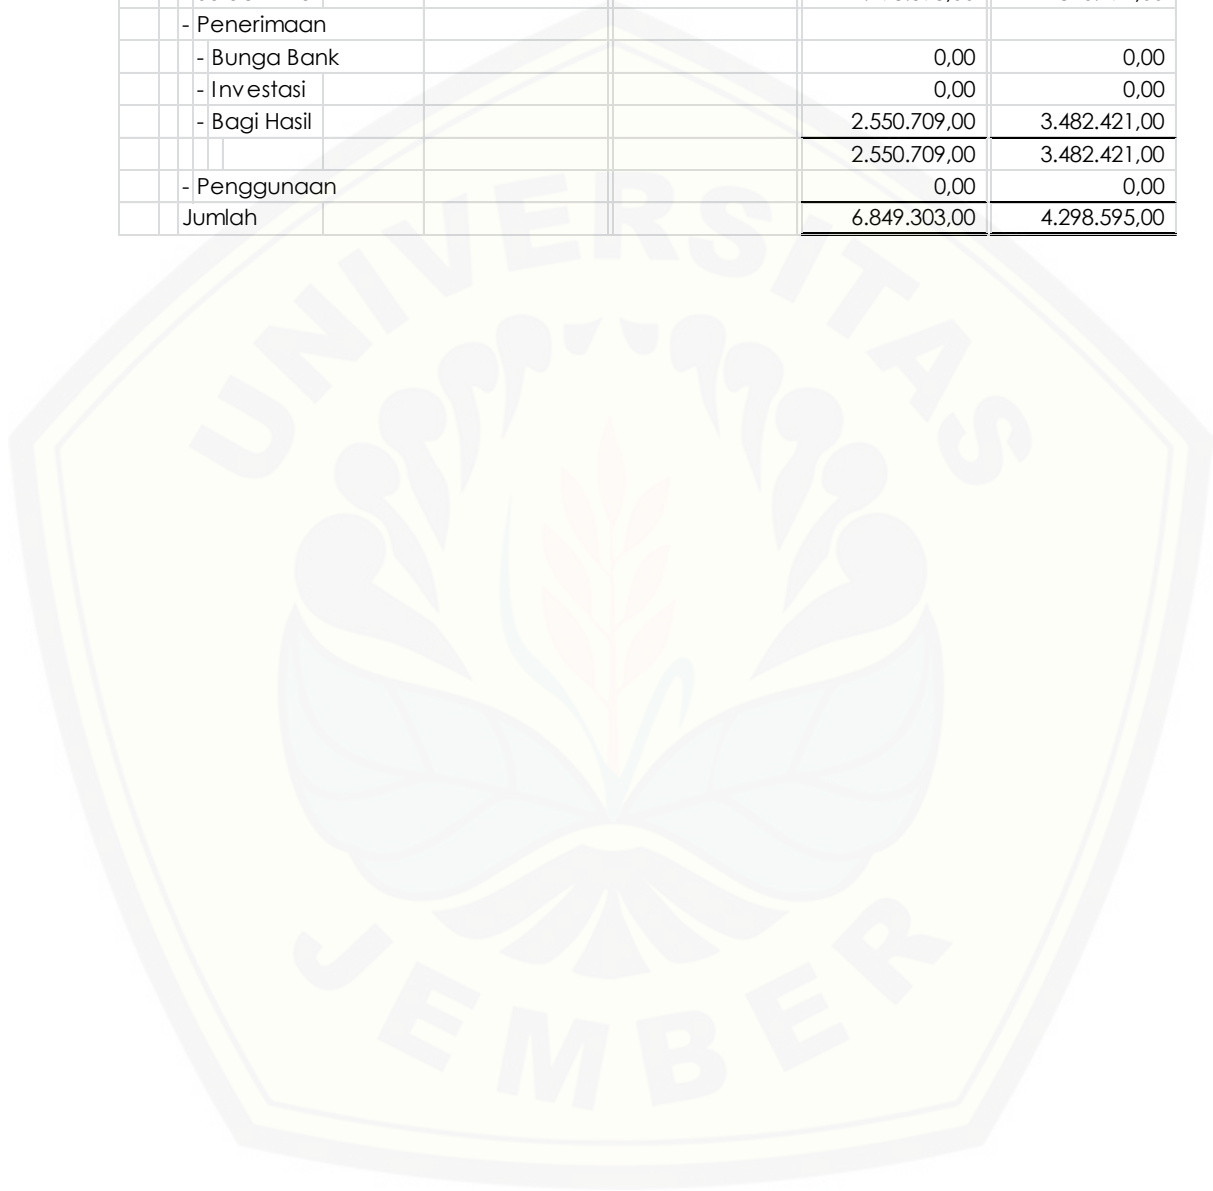 - Penerimaan
- Bunga Bank 0,00 0,00
- Investasi 0,00 0,00
- Bagi Hasil 2.550.709,00 3.482.421,00
2.550.709,00 3.482.421,00
- Penggunaan 0,00 0,00
Jumlah 6.849.303,00 4.298.595,00
UNIVERSITAS
JEMBER